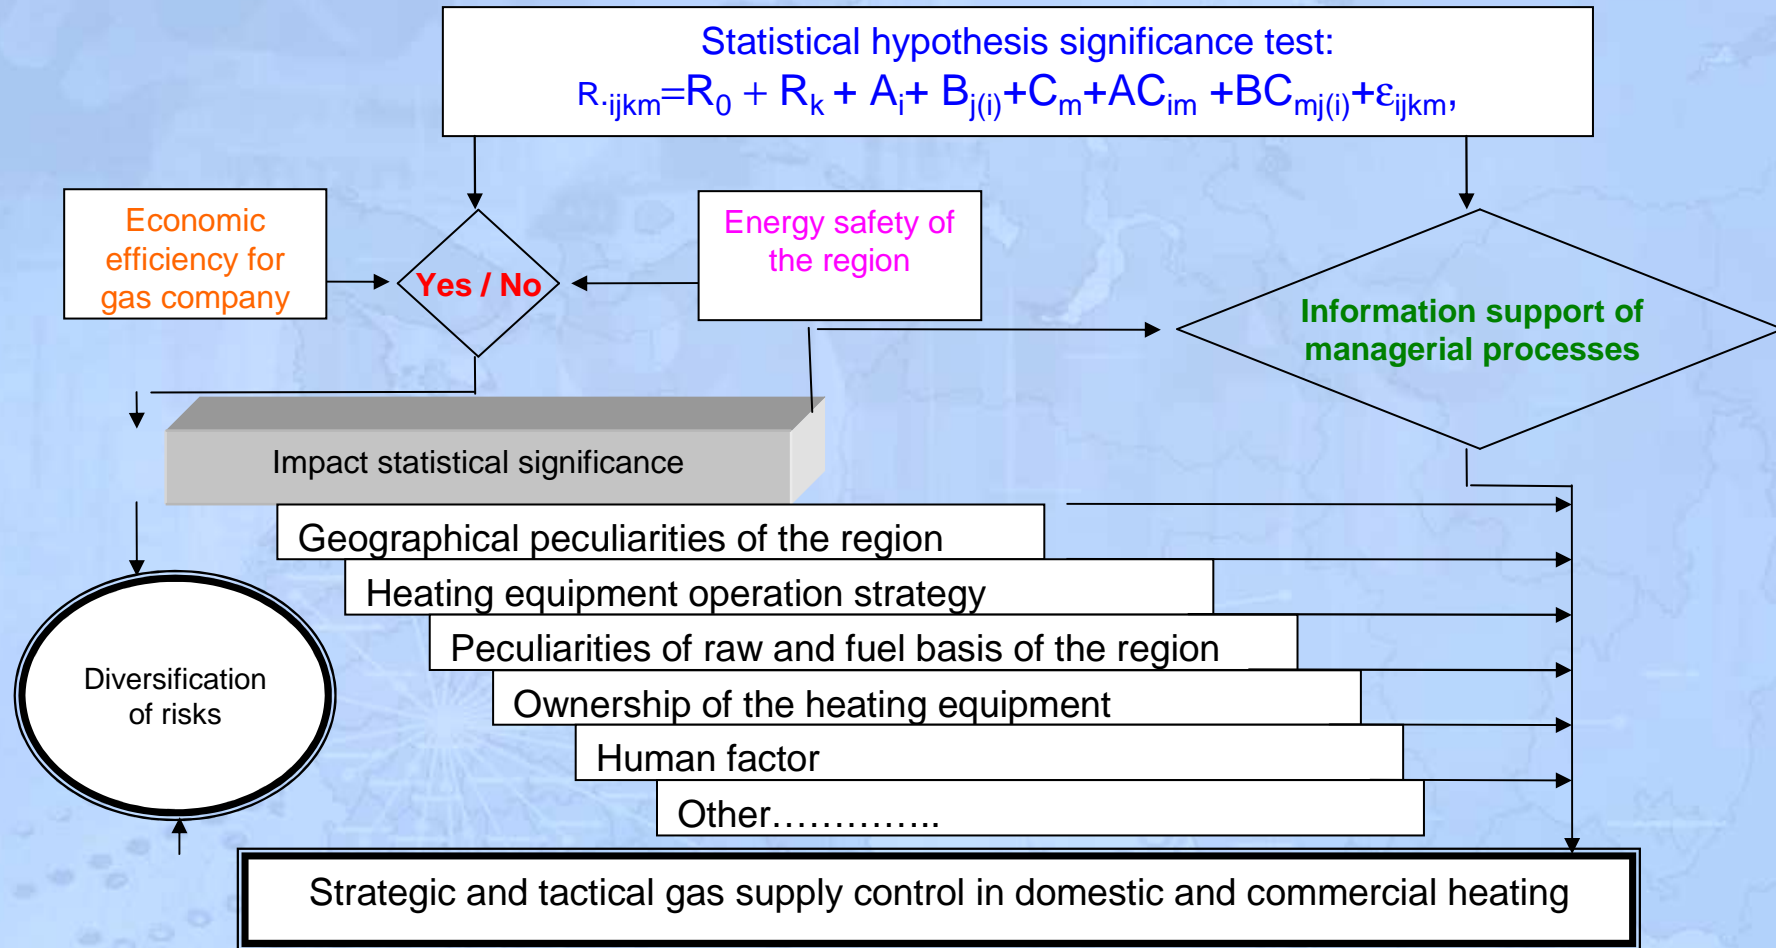 Statistical hypothesis significance test:
R.ijkm=R0 + Rk + Ai+ Bj(i)+Cm+ACim +BCmj(i)+εijkm,
Economic
efficiency for
gas company
Yes / No
Energy safety of
the region
Information support of
managerial processes
Impact statistical significance
Geographical peculiarities of the region
Heating equipment operation strategy
Peculiarities of raw and fuel basis of the region
Ownership of the heating equipment
Human factor
Other…………..
Diversification
of risks
Strategic and tactical gas supply control in domestic and commercial heating